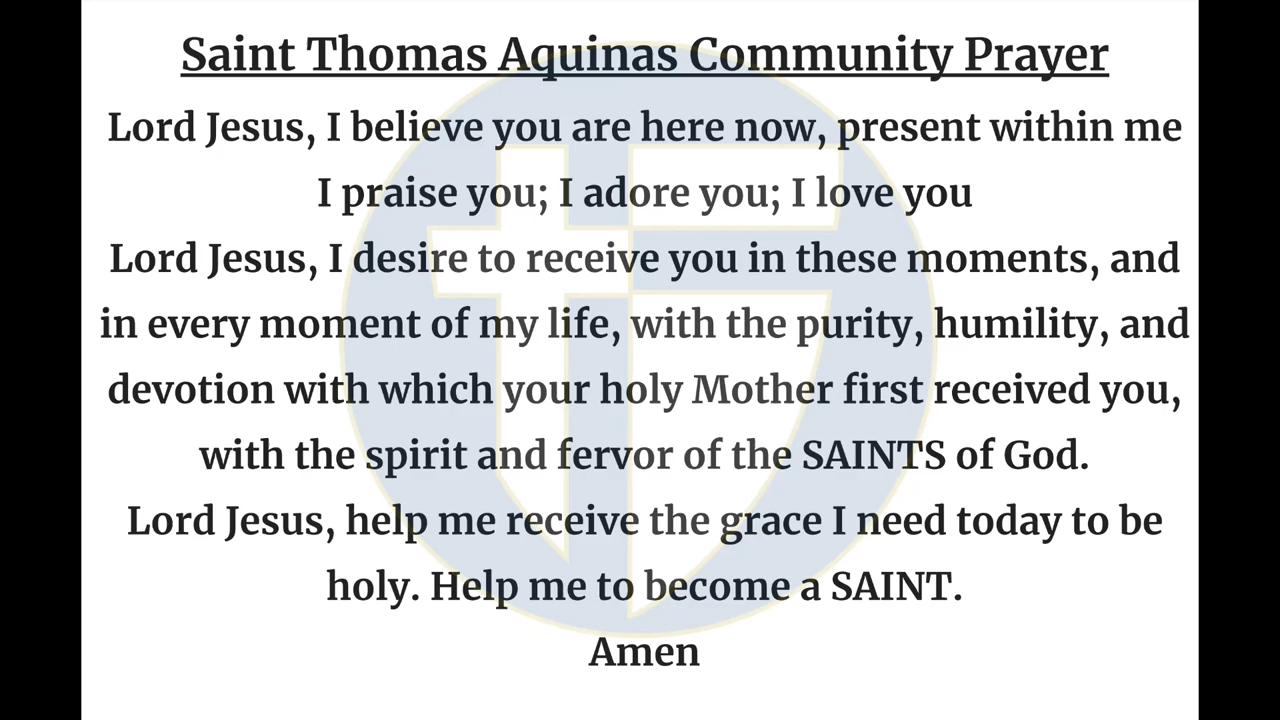 Saint Thomas Aquinas Community Prayer
Lord Jesus, I believe you are here now, present within me
I praise you; I adore you; I love you
Lord Jesus, I desire to receive you in these moments, and
in every moment of my life, with the purity, humility, and
devotion with which your holy Mother first received you,
with the spirit and fervor of the SAINTS of God.
Lord Jesus, help me receive the grace I need today to be
holy. Help me to become a SAINT.
Amen